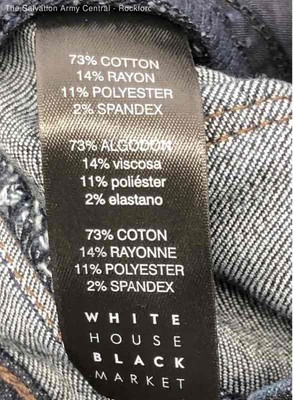 The Salvation Army Central - Rockford
73% COTTON
14% RAYON
11% POLYESTER
2% SPANDEX
73% ALGODON
14% viscosa
11% poliéster
2% elastano
73% COTON
14% RAYONNE
11% POLYESTER
2% SPANDEX
WHITE
HOUSE
BLACK
MARKET